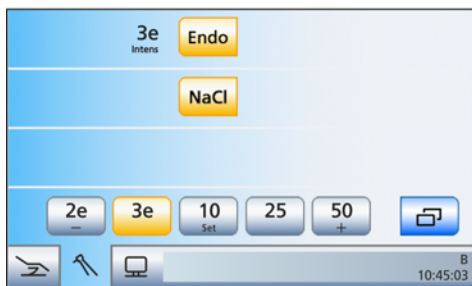 3e Endo
Intens
NaCl
2e 3e 10 25 50
− Set +
B
10:45:03